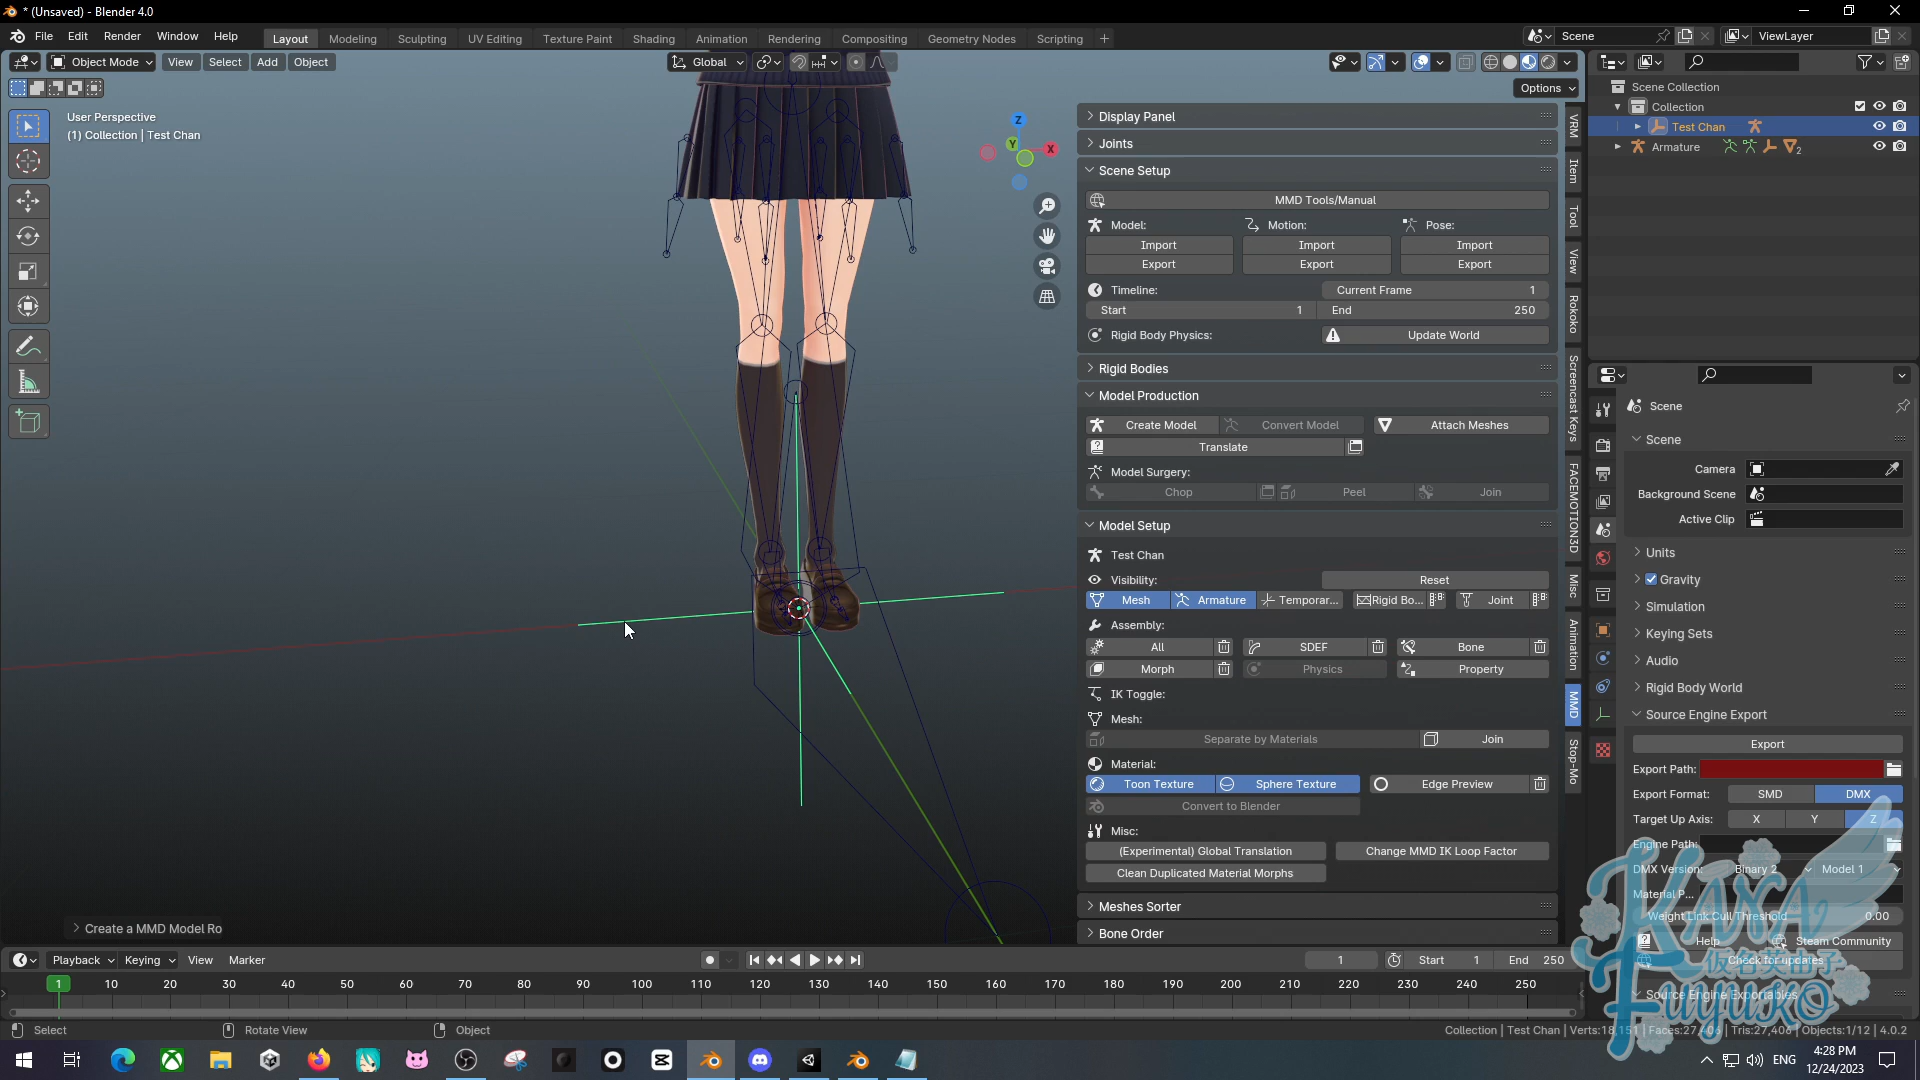 * (Unsaved) - Blender 4.0
File Edit Render Window Help
Layout Modeling Sculpting UV Editing Texture Paint Shading Animation Rendering Compositing Geometry Nodes Scripting
Scene
ViewLayer
Object Mode View Select Add Object
Global
Options
User Perspective
(1) Collection | Test Chan
Z
Y
X
Display Panel
Joints
Scene Setup
MMD Tools/Manual
Model: Motion: Pose:
Import Import Import
Export Export Export
Timeline: Current Frame 1
Start 1 End 250
Rigid Body Physics: Update World
Rigid Bodies
Model Production
Create Model Convert Model Attach Meshes
Translate
Model Surgery:
Chop Peel Join
Model Setup
Test Chan
Visibility: Reset
Mesh Armature Temporar... Rigid Bo... Joint
Assembly:
All SDEF Bone
Morph Physics Property
IK Toggle:
Mesh:
Separate by Materials Join
Material:
Toon Texture Sphere Texture Edge Preview
Convert to Blender
Misc:
(Experimental) Global Translation Change MMD IK Loop Factor
Clean Duplicated Material Morphs
Meshes Sorter
Bone Order
VRM
Item
Tool
View
Rokoko
Screencast Keys
FACEMOTION3D
Misc
Animation
MMD
Stop-Mo
Scene Collection
Collection
Test Chan
Armature
2
Scene
Scene
Camera
Background Scene
Active Clip
Units
Gravity
Simulation
Keying Sets
Audio
Rigid Body World
Source Engine Export
Export
Export Path:
Export Format: SMD DMX
Target Up Axis: X Y Z
Engine Path:
DMX Version: Binary 2 Model 1
Material P...
Weight Link Cull Threshold 0.00
Help Steam Community
Check for updates
Source Engine Exportables
KANA
仮名芙柚子
Fuyuko
Create a MMD Model Ro
Playback Keying View Marker
1 Start 1 End 250
1 10 20 30 40 50 60 70 80 90 100 110 120 130 140 150 160 170 180 190 200 210 220 230 240 250
Select Rotate View Object
Collection | Test Chan | Verts:18,151 | Faces:27,406 | Tris:27,406 | Objects:1/12 | 4.0.2
ENG
4:28 PM
12/24/2023